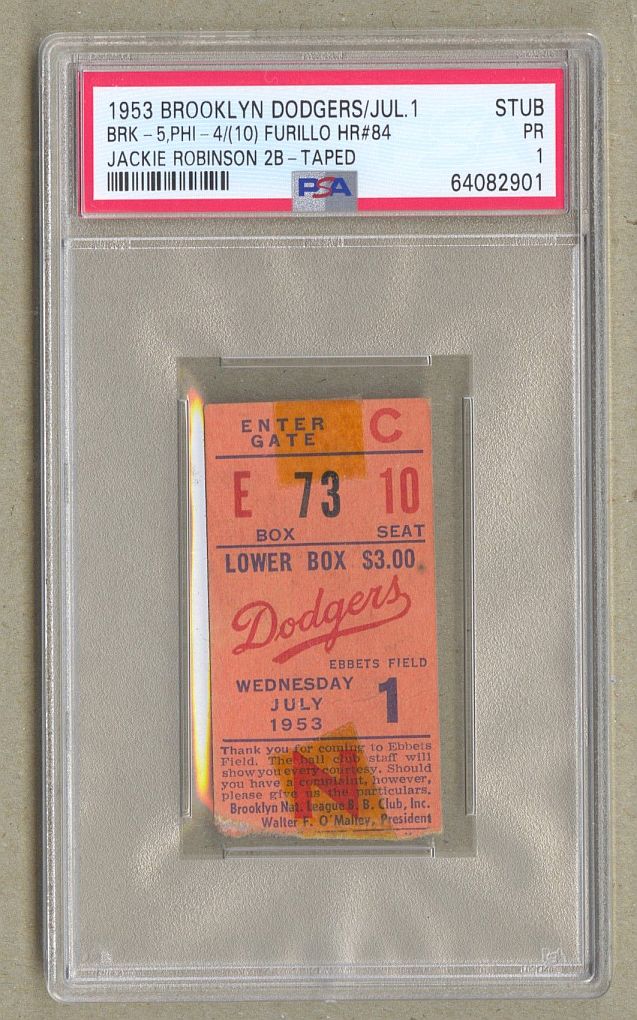 1953 BROOKLYN DODGERS/JUL.1 STUB
BRK - 5,PHI - 4/(10) FURILLO HR#84 PR
JACKIE ROBINSON 2B - TAPED 1
PSA 64082901
ENTER GATE C
E 73 10
BOX SEAT
LOWER BOX $3.00
Dodgers
EBBETS FIELD
WEDNESDAY
JULY 1
1953
Thank you for coming to Ebbets
Field. The ball club staff will
show you every courtesy. Should
you have a complaint, however,
please give us the particulars.
Brooklyn Nat. League B. B. Club, Inc.
Walter F. O'Malley, President